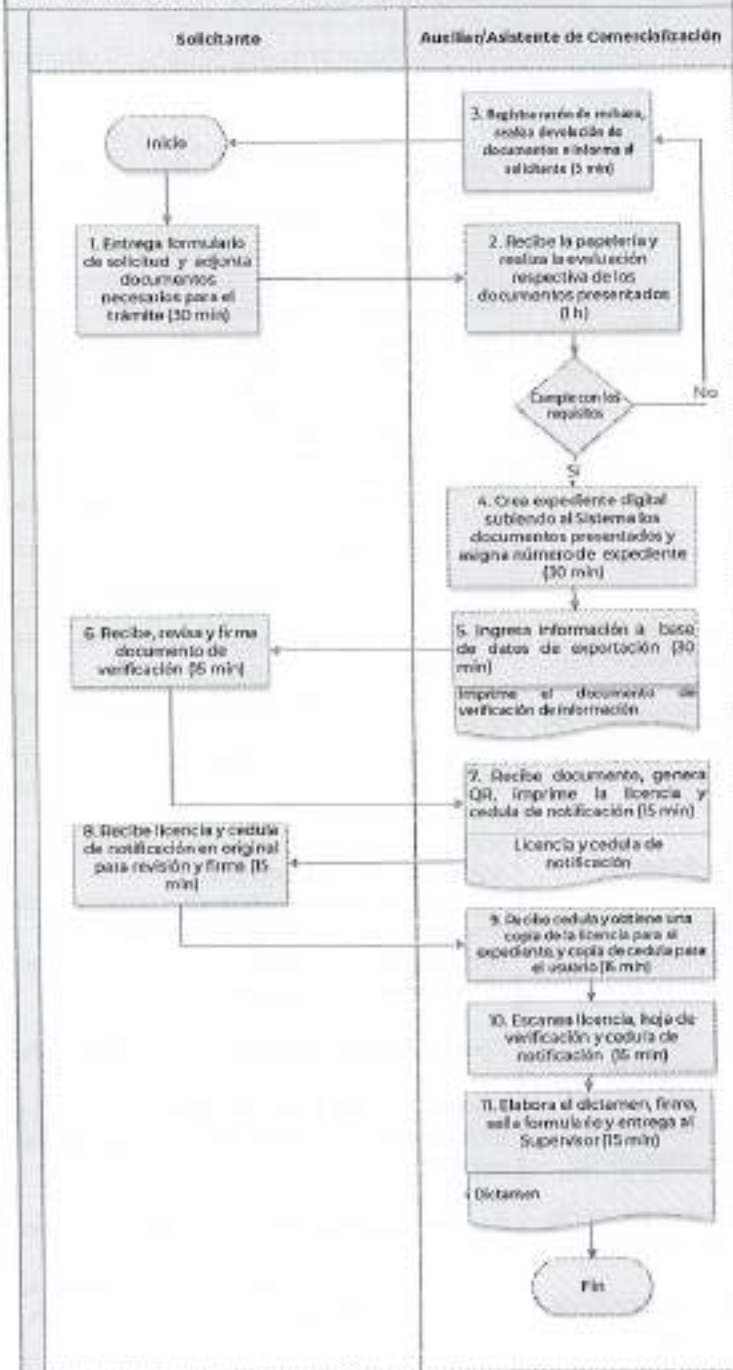 Solicitante
Auxiliar/Asistente de Comercialización
Inicio
3. Registra razón de rechazo,
realiza devolución de
documentos e informa al
solicitante (5 min)
1. Entrega formulario
de solicitud y adjunta
documentos
necesarios para el
trámite (30 min)
2. Recibe la papelería y
realiza la evaluación
respectiva de los
documentos presentados
(1 h)
Cumple con los
requisitos
No
Si
4. Crea expediente digital
subiendo al Sistema los
documentos presentados y
asigna número de expediente
(30 min)
5. Ingresa información a base
de datos de exportación (30
min)
Imprime el documento de
verificación de información
6. Recibe, revisa y firma
documento de
verificación (15 min)
7. Recibe documento, genera
QR, imprime la licencia y
cedula de notificación (15 min)
Licencia y cedula de
notificación
8. Recibe licencia y cedula
de notificación en original
para revisión y firma (15
min)
9. Recibe cedula y obtiene una
copia de la licencia para el
expediente, y copia de cedula para
el usuario (15 min)
10. Escanea licencia, hoja de
verificación y cedula de
notificación (15 min)
11. Elabora el dictamen, firma,
sella formulario y entrega al
Supervisor (15 min)
Dictamen
Fin